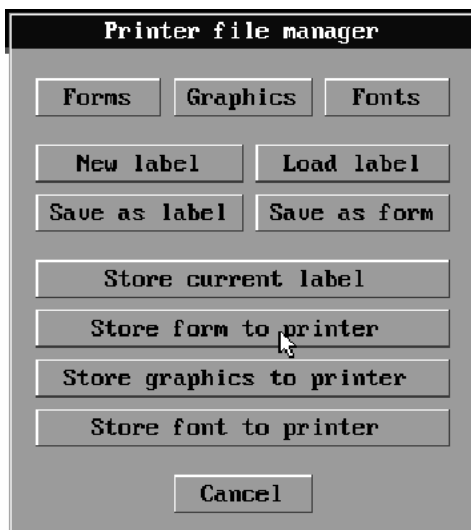 Printer file manager
Forms Graphics Fonts
New label Load label
Save as label Save as form
Store current label
Store form to printer
Store graphics to printer
Store font to printer
Cancel